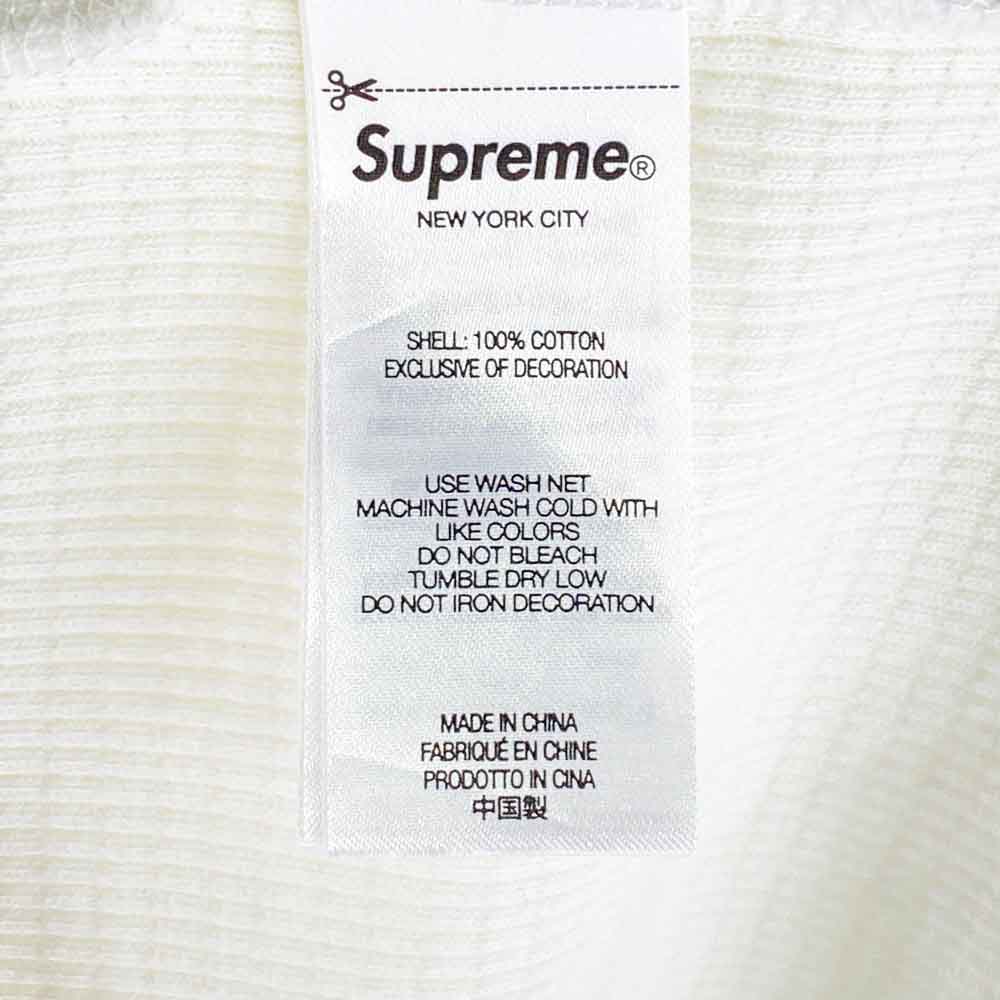 Supreme®
NEW YORK CITY
SHELL: 100% COTTON
EXCLUSIVE OF DECORATION
USE WASH NET
MACHINE WASH COLD WITH
LIKE COLORS
DO NOT BLEACH
TUMBLE DRY LOW
DO NOT IRON DECORATION
MADE IN CHINA
FABRIQUÉ EN CHINE
PRODOTTO IN CINA
中国製